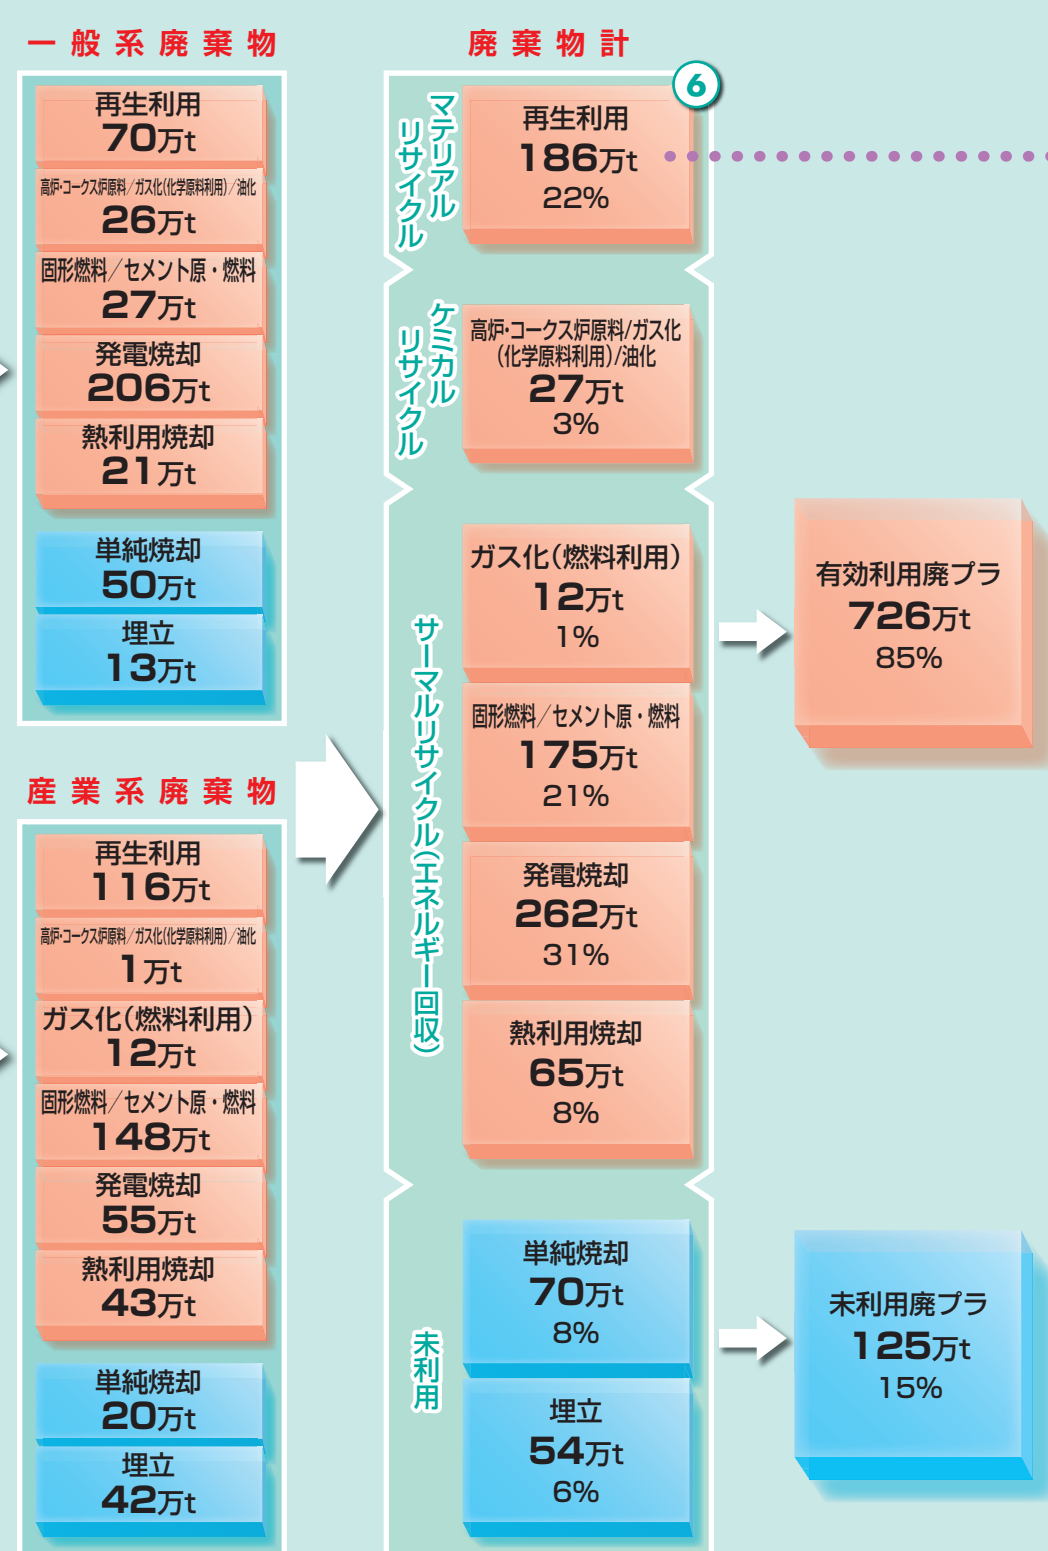 一般系廃棄物
再生利用
70万t
高炉・コークス炉原料/ガス化(化学原料利用)/油化
26万t
固形燃料/セメント原・燃料
27万t
発電焼却
206万t
熱利用焼却
21万t
単純焼却
50万t
埋立
13万t
産業系廃棄物
再生利用
116万t
高炉・コークス炉原料/ガス化(化学原料利用)/油化
1万t
ガス化(燃料利用)
12万t
固形燃料/セメント原・燃料
148万t
発電焼却
55万t
熱利用焼却
43万t
単純焼却
20万t
埋立
42万t
廃棄物計
6
マテリアル
リサイクル
再生利用
186万t
22%
ケミカル
リサイクル
高炉・コークス炉原料/ガス化
(化学原料利用)/油化
27万t
3%
サーマルリサイクル(エネルギー回収)
ガス化(燃料利用)
12万t
1%
固形燃料/セメント原・燃料
175万t
21%
発電焼却
262万t
31%
熱利用焼却
65万t
8%
未利用
単純焼却
70万t
8%
埋立
54万t
6%
有効利用廃プラ
726万t
85%
未利用廃プラ
125万t
15%